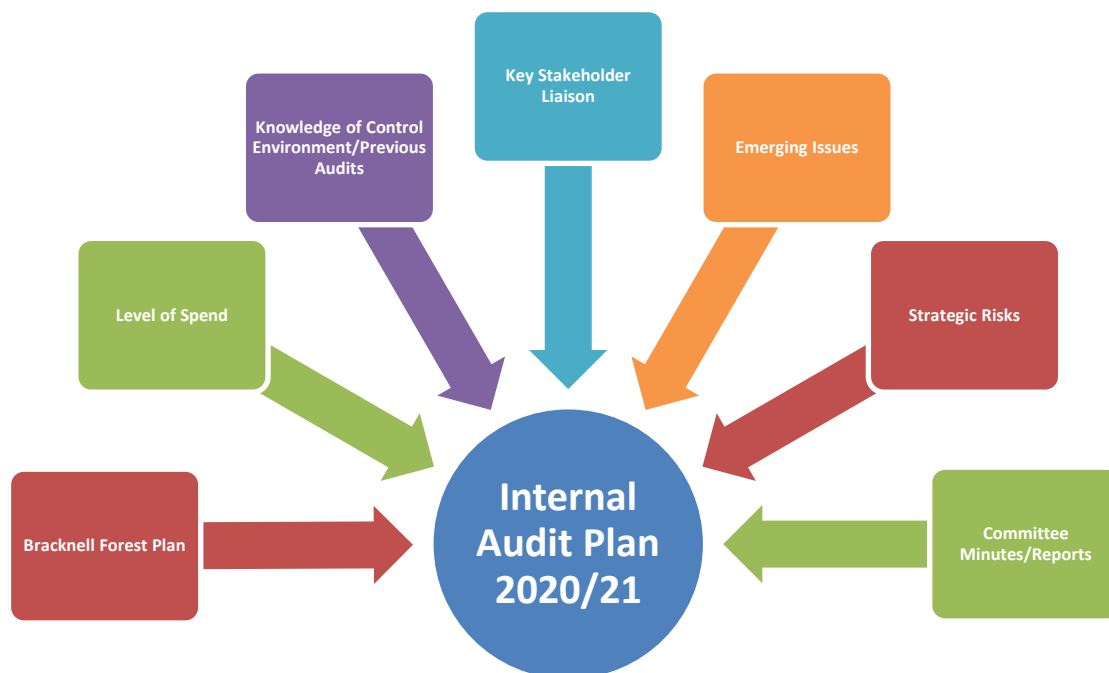 Key Stakeholder
Liaison
Knowledge of Control
Environment/Previous
Audits
Emerging Issues
Level of Spend
Strategic Risks
Bracknell Forest Plan
Internal
Audit Plan
2020/21
Committee
Minutes/Reports